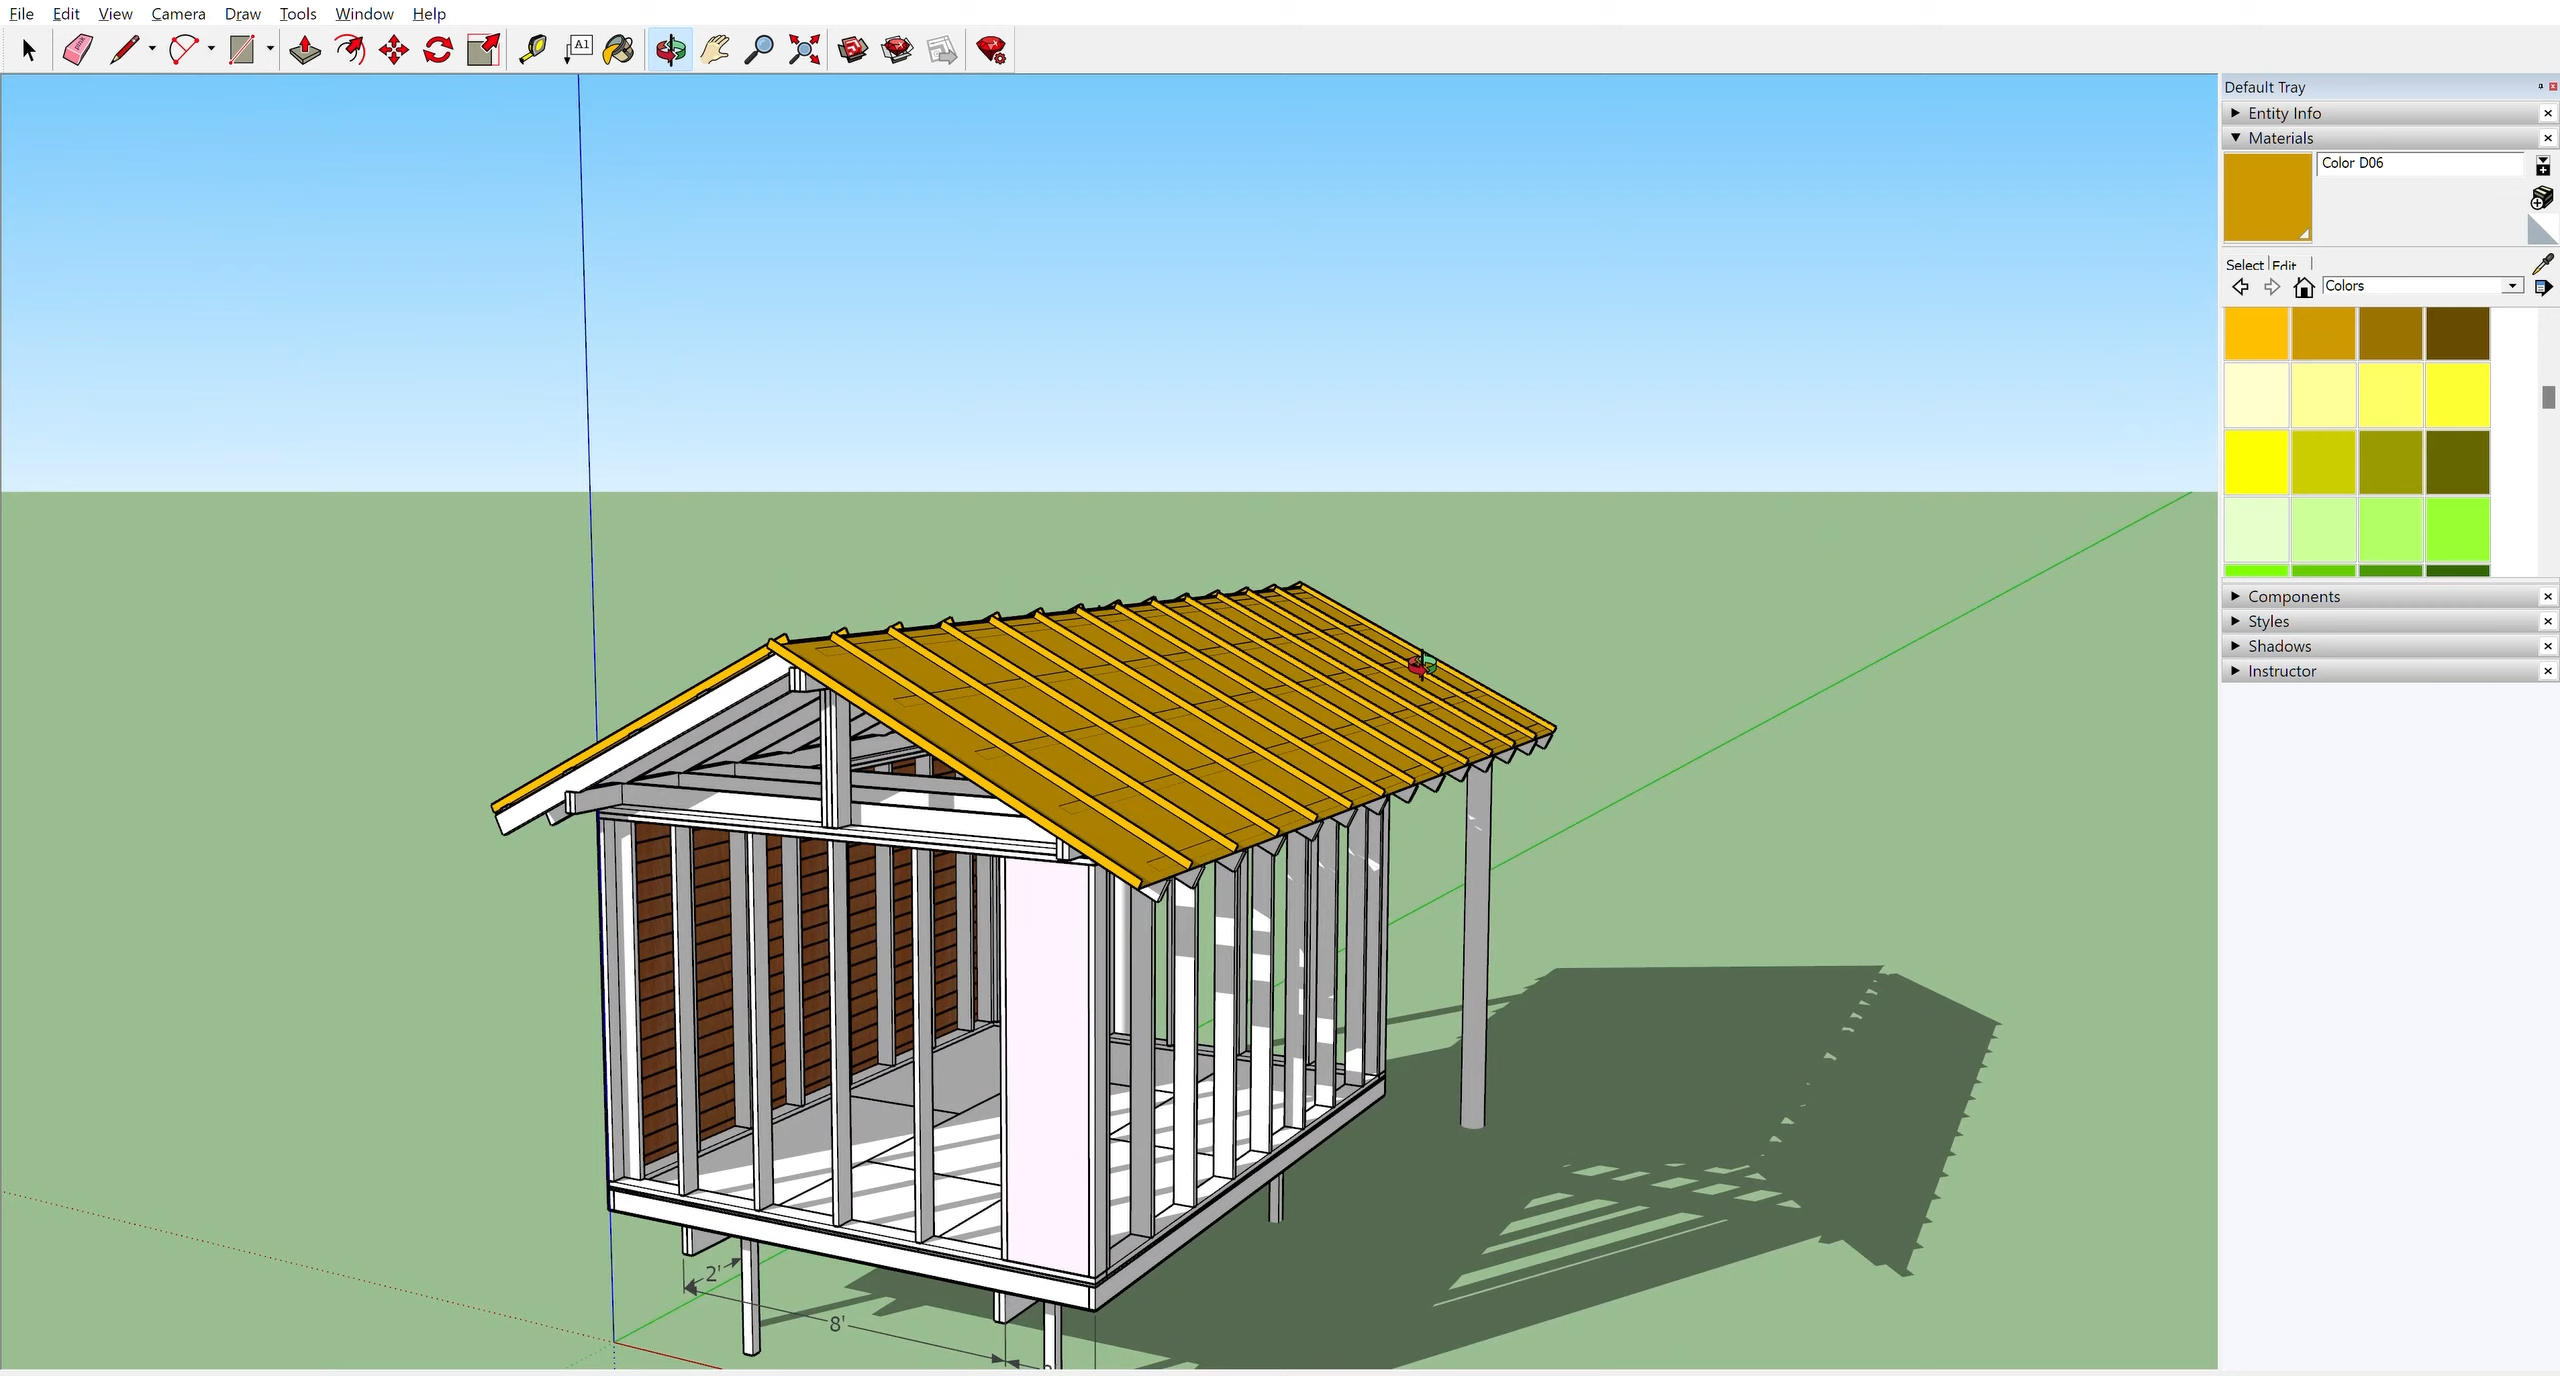 File Edit View Camera Draw Tools Window Help
A1
Default Tray
Entity Info
Materials
Color D06
Select Edit
Colors
Components
Styles
Shadows
Instructor
2'
8'